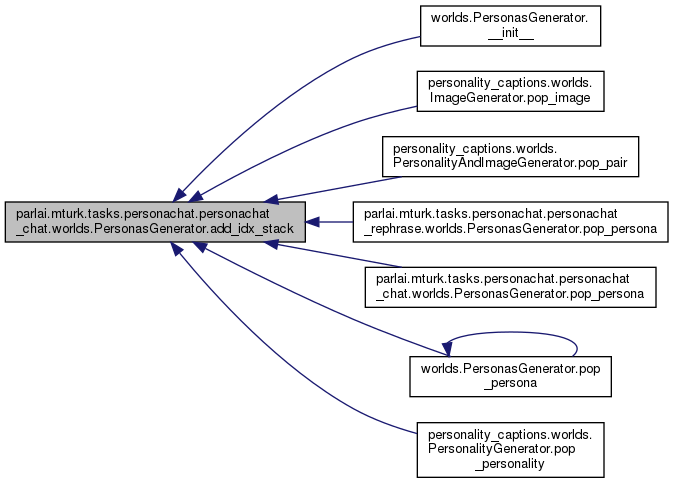 worlds.PersonasGenerator.
__init__
personality_captions.worlds.
ImageGenerator.pop_image
personality_captions.worlds.
PersonalityAndImageGenerator.pop_pair
parlai.mturk.tasks.personachat.personachat
_chat.worlds.PersonasGenerator.add_idx_stack
parlai.mturk.tasks.personachat.personachat
_rephrase.worlds.PersonasGenerator.pop_persona
parlai.mturk.tasks.personachat.personachat
_chat.worlds.PersonasGenerator.pop_persona
worlds.PersonasGenerator.pop
_persona
personality_captions.worlds.
PersonalityGenerator.pop
_personality